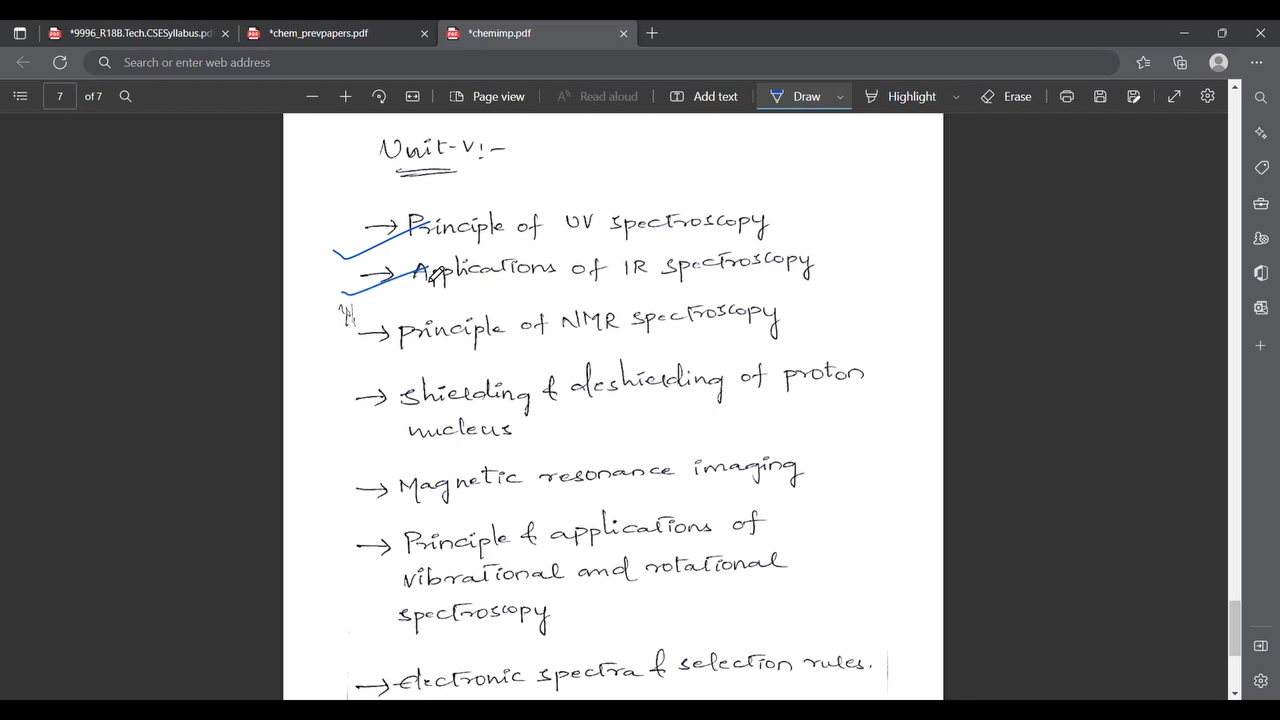 *9996_R18B.Tech.CSESyllabus.pdf
*chem_prevpapers.pdf
*chemimp.pdf
Search or enter web address
7 of 7
Page view
Read aloud
Add text
Draw
Highlight
Erase
Unit-V:-
→ Principle of UV spectroscopy
→ Applications of IR spectroscopy
→ principle of NMR spectroscopy
→ shielding & deshielding of proton
nucleus
→ Magnetic resonance imaging
→ Principle & applications of
vibrational and rotational
spectroscopy
→ electronic spectra & selection rules.